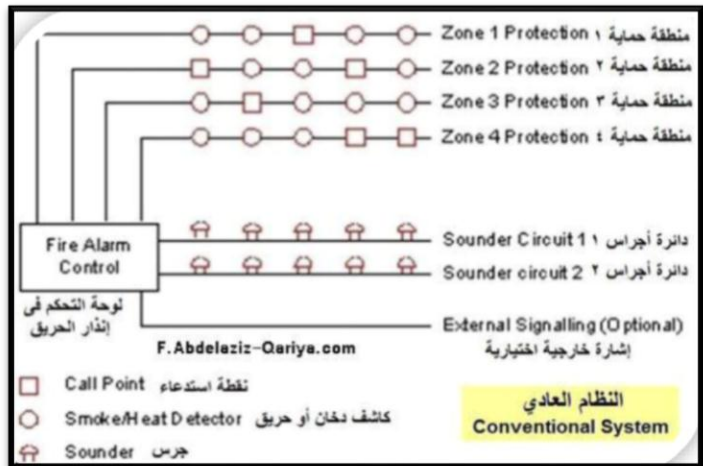 Zone 1 Protection منطقة حماية ١
Zone 2 Protection منطقة حماية ٢
Zone 3 Protection منطقة حماية ٣
Zone 4 Protection منطقة حماية ٤
Fire Alarm
Control
لوحة التحكم فى
إنذار الحريق
Sounder Circuit 1 دائرة أجراس ١
Sounder circuit 2 دائرة أجراس ٢
External Signalling (Optional)
إشارة خارجية اختيارية
F.Abdelaziz-Qariya.com
Call Point نقطة استدعاء
Smoke/Heat Detector كاشف دخان أو حريق
Sounder جرس
النظام العادي
Conventional System